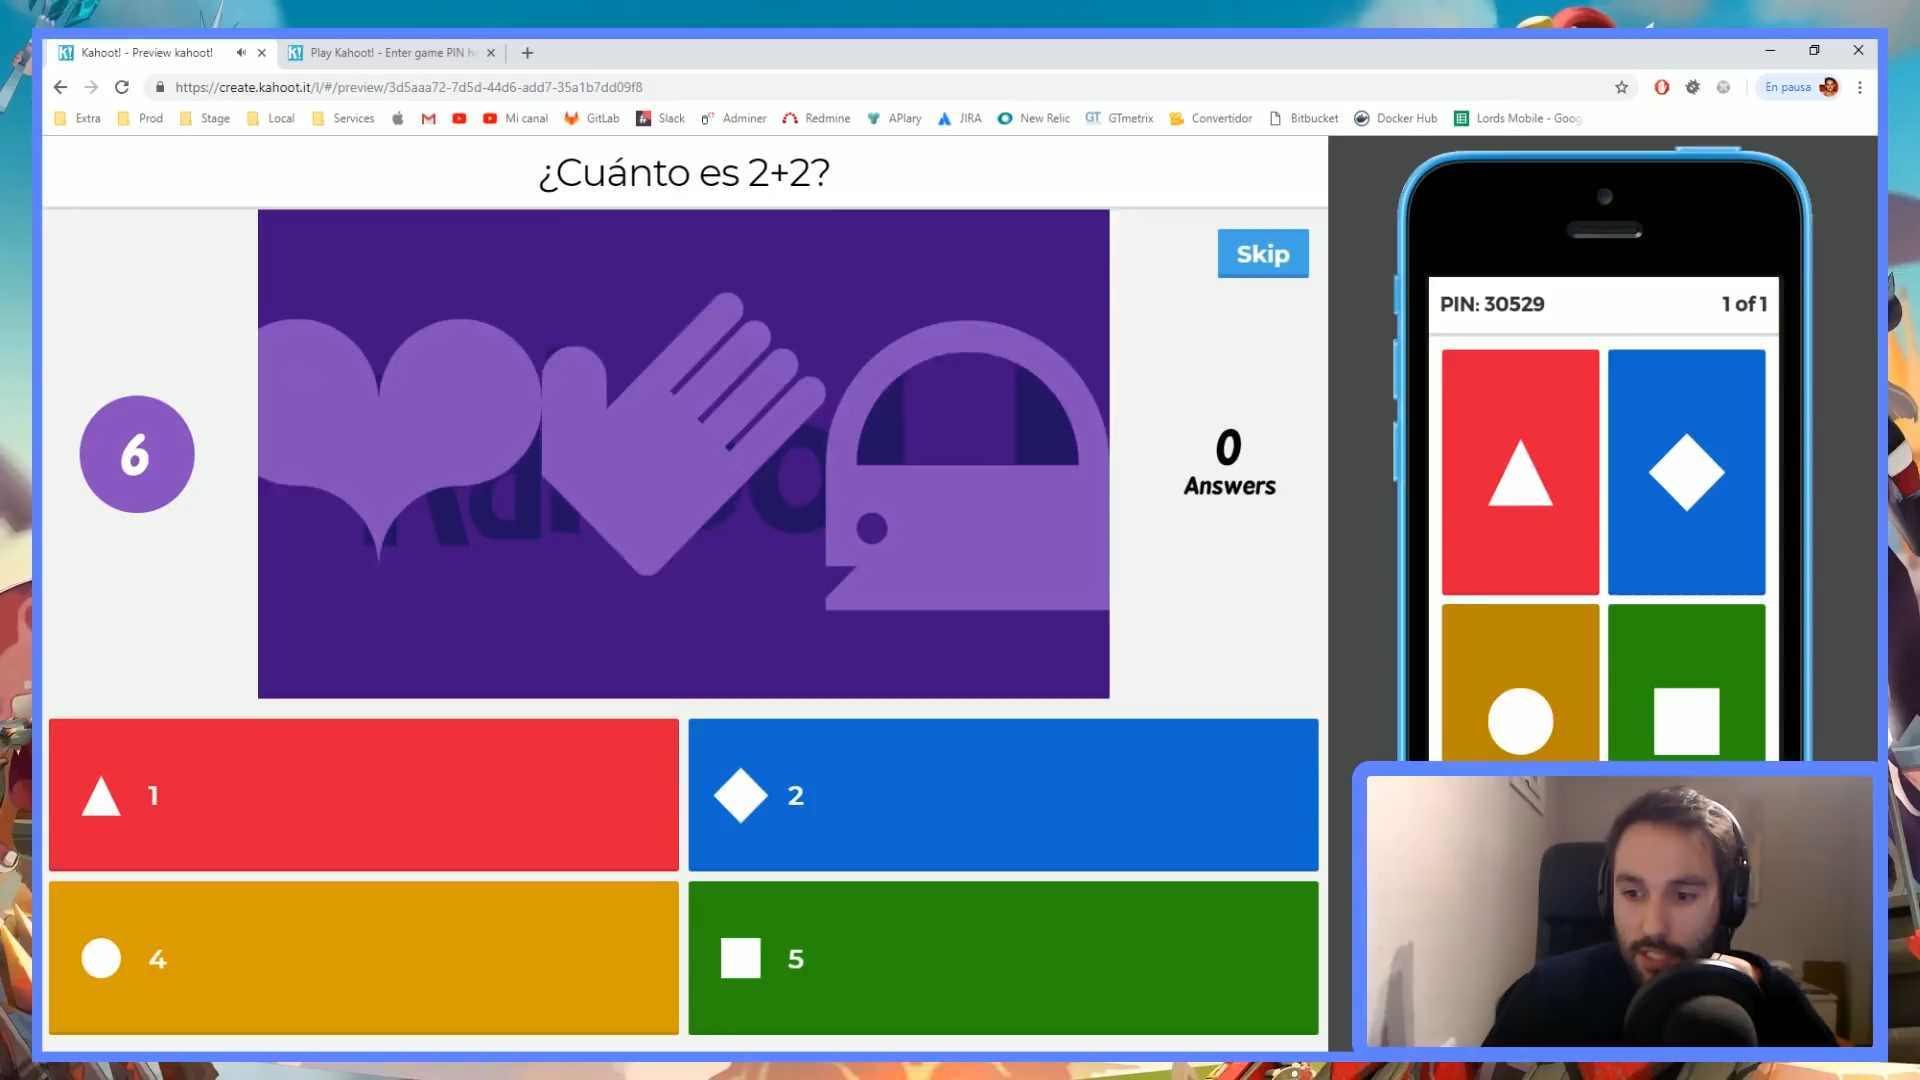 Kahoot! - Preview kahoot!
Play Kahoot! - Enter game PIN h
https://create.kahoot.it/l/#/preview/3d5aaa72-7d5d-44d6-add7-35a1b7dd09f8
En pausa
Extra Prod Stage Local Services Mi canal GitLab Slack Adminer Redmine APIary JIRA GT GTmetrix New Relic Convertidor Bitbucket Docker Hub Lords Mobile - Goog
¿Cuánto es 2+2?
Skip
6
0
Answers
PIN: 30529
1 of 1
1
2
4
5